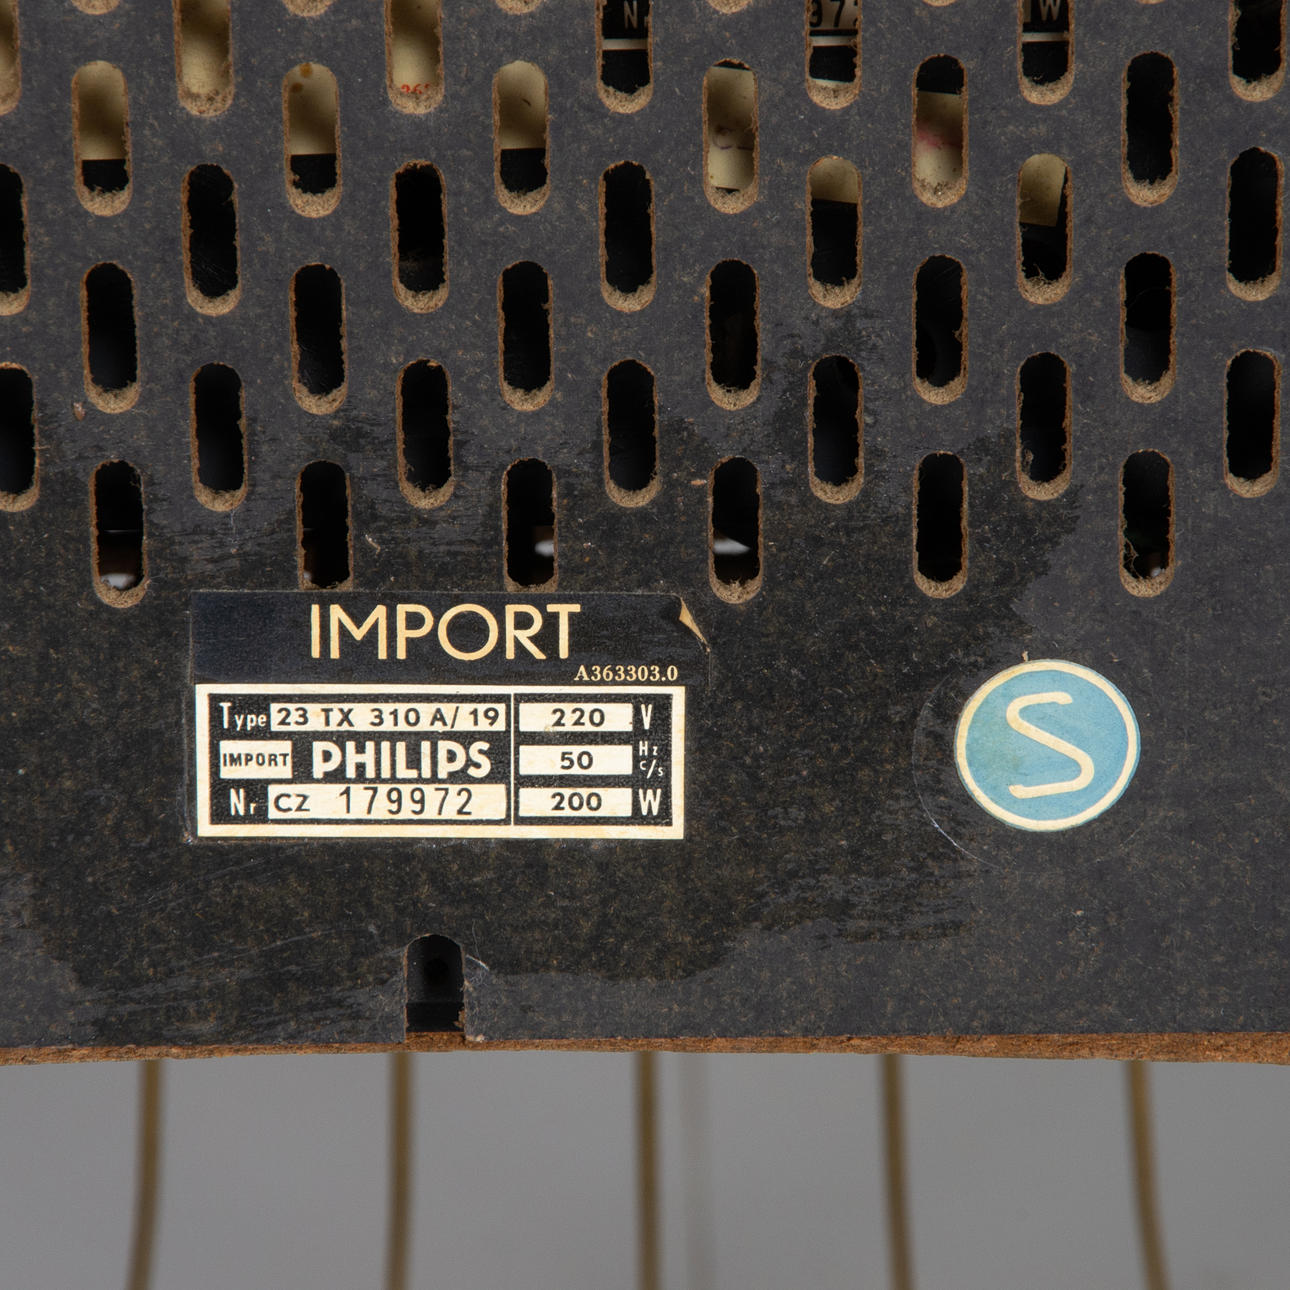 IMPORT
A363303.0
Type 23 TX 310 A/19 220 V
IMPORT PHILIPS 50 Hz c/s
Nr CZ 179972 200 W
S